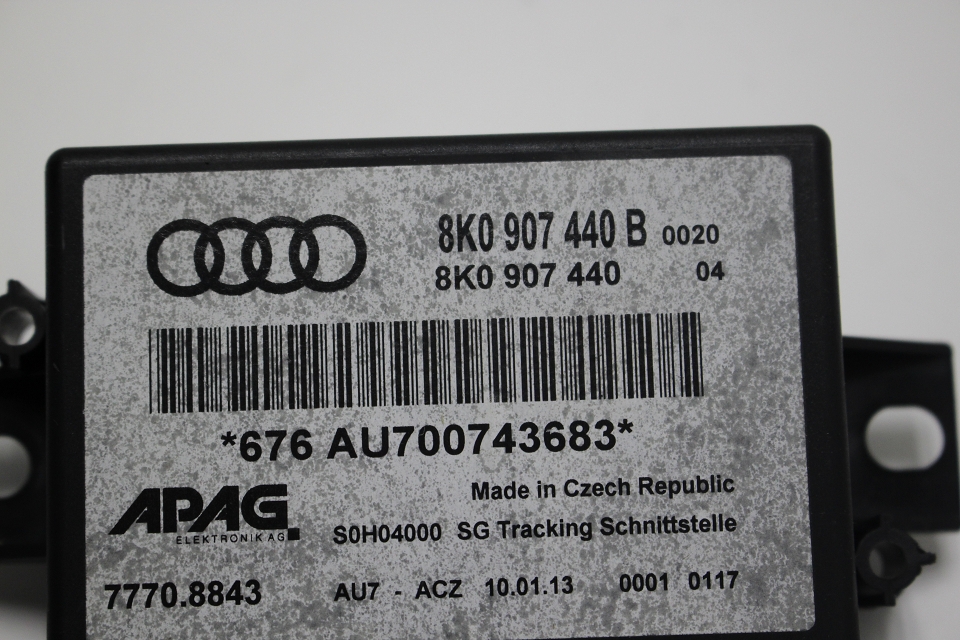 8K0 907 440 B 0020
8K0 907 440 04
*676 AU700743683*
APAG
ELEKTRONIK AG
Made in Czech Republic
S0H04000 SG Tracking Schnittstelle
7770.8843 AU7 - ACZ 10.01.13 0001 0117